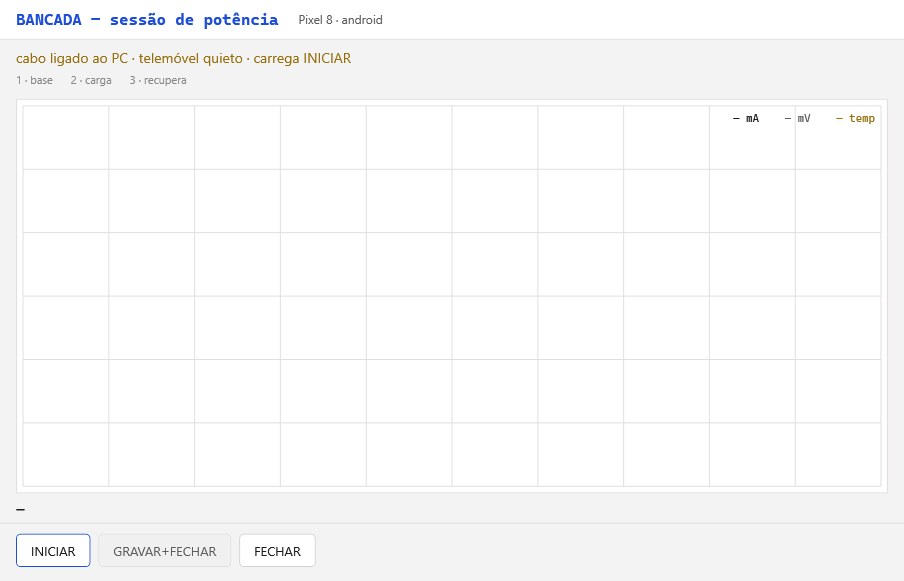 BANCADA — sessão de potência Pixel 8 · android
cabo ligado ao PC · telemóvel quieto · carrega INICIAR
1 · base 2 · carga 3 · recupera
— mA — mV — temp
—
INICIAR GRAVAR+FECHAR FECHAR